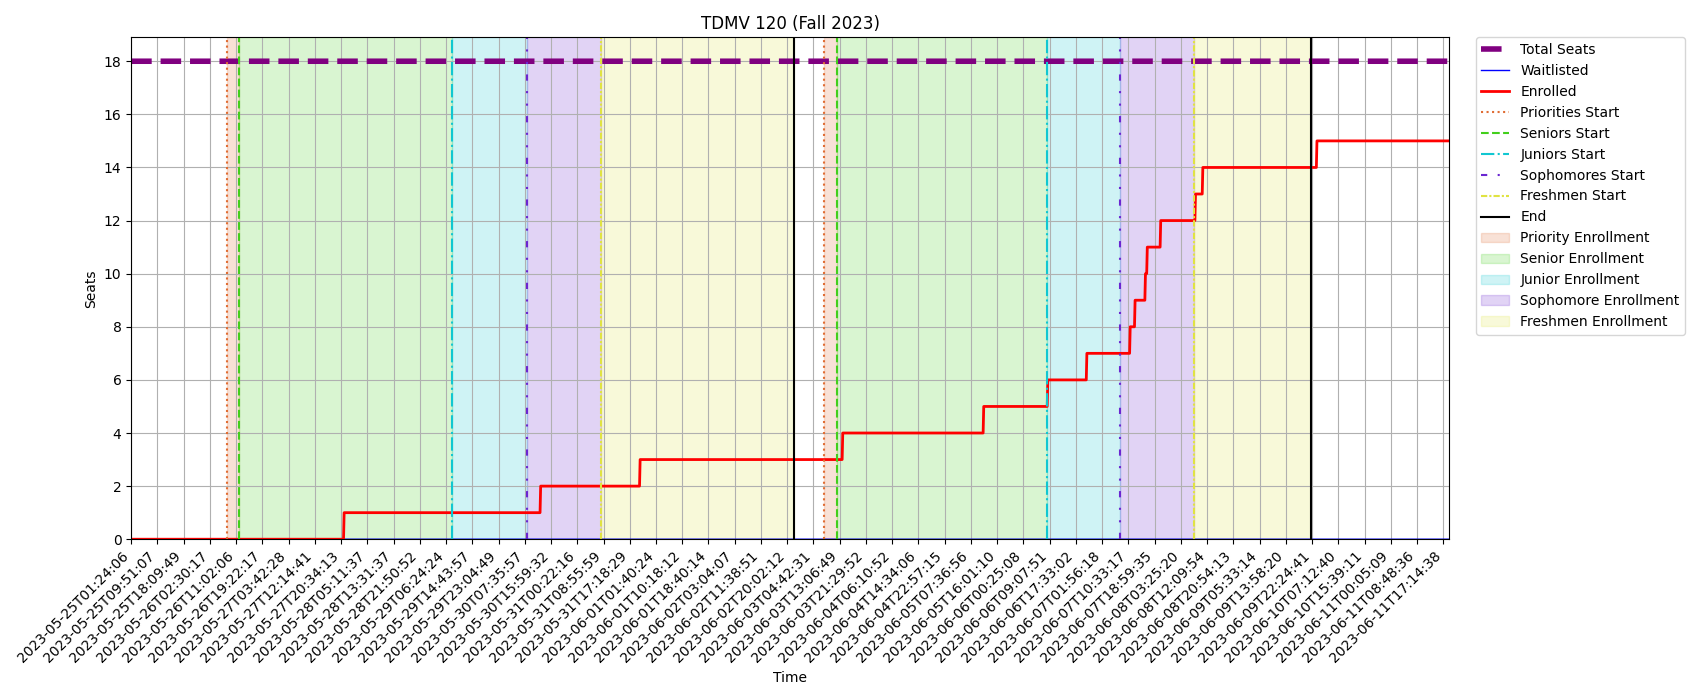 TDMV 120 (Fall 2023)
Seats
18
16
14
12
10
8
6
4
2
0
2023-05-25T01:24:06
2023-05-25T09:51:07
2023-05-25T18:09:49
2023-05-26T02:30:17
2023-05-26T11:02:06
2023-05-26T19:22:17
2023-05-27T03:42:28
2023-05-27T12:14:41
2023-05-27T20:34:13
2023-05-28T05:11:37
2023-05-28T13:31:37
2023-05-28T21:50:52
2023-05-29T06:24:24
2023-05-29T14:43:57
2023-05-29T23:04:49
2023-05-30T07:35:57
2023-05-30T15:59:32
2023-05-31T00:22:16
2023-05-31T08:55:59
2023-05-31T17:18:29
2023-06-01T01:40:24
2023-06-01T10:18:12
2023-06-01T18:40:14
2023-06-02T03:04:07
2023-06-02T11:38:51
2023-06-02T20:02:12
2023-06-03T04:42:31
2023-06-03T13:06:49
2023-06-03T21:29:52
2023-06-04T06:10:52
2023-06-04T14:34:06
2023-06-04T22:57:15
2023-06-05T07:36:56
2023-06-05T16:01:10
2023-06-06T00:25:08
2023-06-06T09:07:51
2023-06-06T17:33:02
2023-06-07T01:56:18
2023-06-07T10:33:17
2023-06-07T18:59:35
2023-06-08T03:25:20
2023-06-08T12:09:54
2023-06-08T20:54:13
2023-06-09T05:33:14
2023-06-09T13:58:20
2023-06-09T22:24:41
2023-06-10T07:12:40
2023-06-10T15:39:11
2023-06-11T00:05:09
2023-06-11T08:48:36
2023-06-11T17:14:38
Time
Total Seats
Waitlisted
Enrolled
Priorities Start
Seniors Start
Juniors Start
Sophomores Start
Freshmen Start
End
Priority Enrollment
Senior Enrollment
Junior Enrollment
Sophomore Enrollment
Freshmen Enrollment